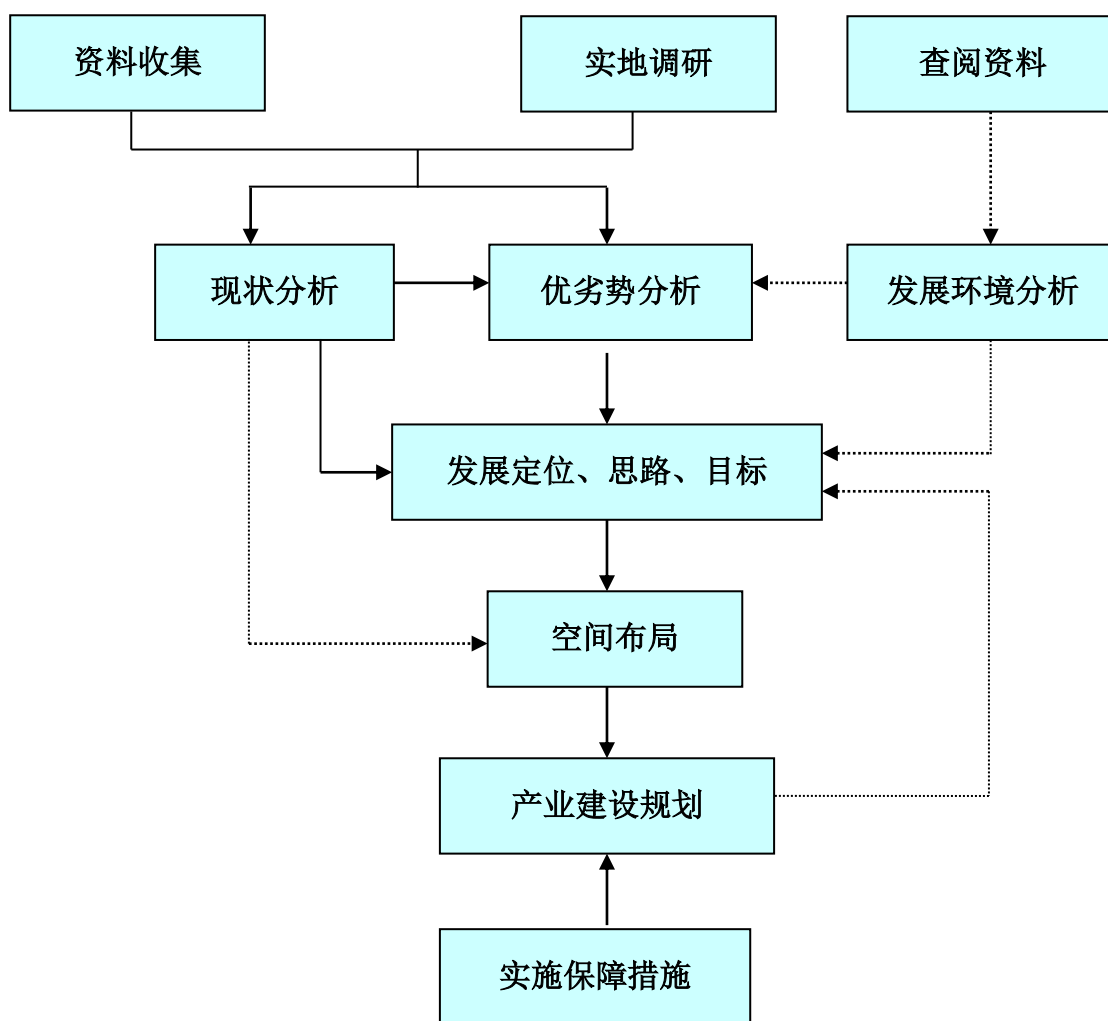 资料收集
实地调研
查阅资料
现状分析
优劣势分析
发展环境分析
发展定位、思路、目标
空间布局
产业建设规划
实施保障措施